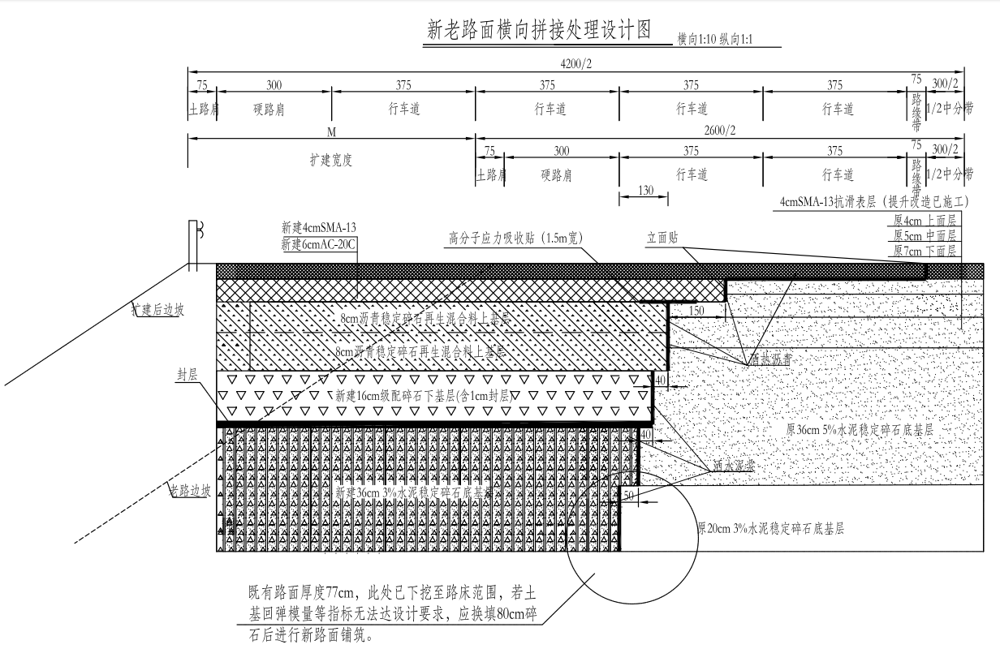 新老路面横向拼接处理设计图
横向1:10 纵向1:1
4200/2
75 300 375 375 375 375 75 300/2
土路肩 硬路肩 行车道 行车道 行车道 行车道 路缘带 1/2中分带
M 2600/2
扩建宽度
75 300 375 375 75 300/2
土路肩 硬路肩 行车道 行车道 路缘带 1/2中分带
130
4cmSMA-13抗滑表层（提升改造已施工）
原4cm 上面层
原5cm 中面层
原7cm 下面层
新建4cmSMA-13
新建6cmAC-20C
高分子应力吸收贴（1.5m宽）
立面贴
扩建后边坡
150
8cm沥青稳定碎石再生混合料上基层
8cm沥青稳定碎石再生混合料上基层
洒热沥青
封层
40
新建16cm级配碎石下基层(含1cm封层)
原36cm 5%水泥稳定碎石底基层
40
洒水泥浆
老路边坡
新建36cm 3%水泥稳定碎石底基层
50
原20cm 3%水泥稳定碎石底基层
既有路面厚度77cm，此处已下挖至路床范围，若土
基回弹模量等指标无法达设计要求，应换填80cm碎
石后进行新路面铺筑。